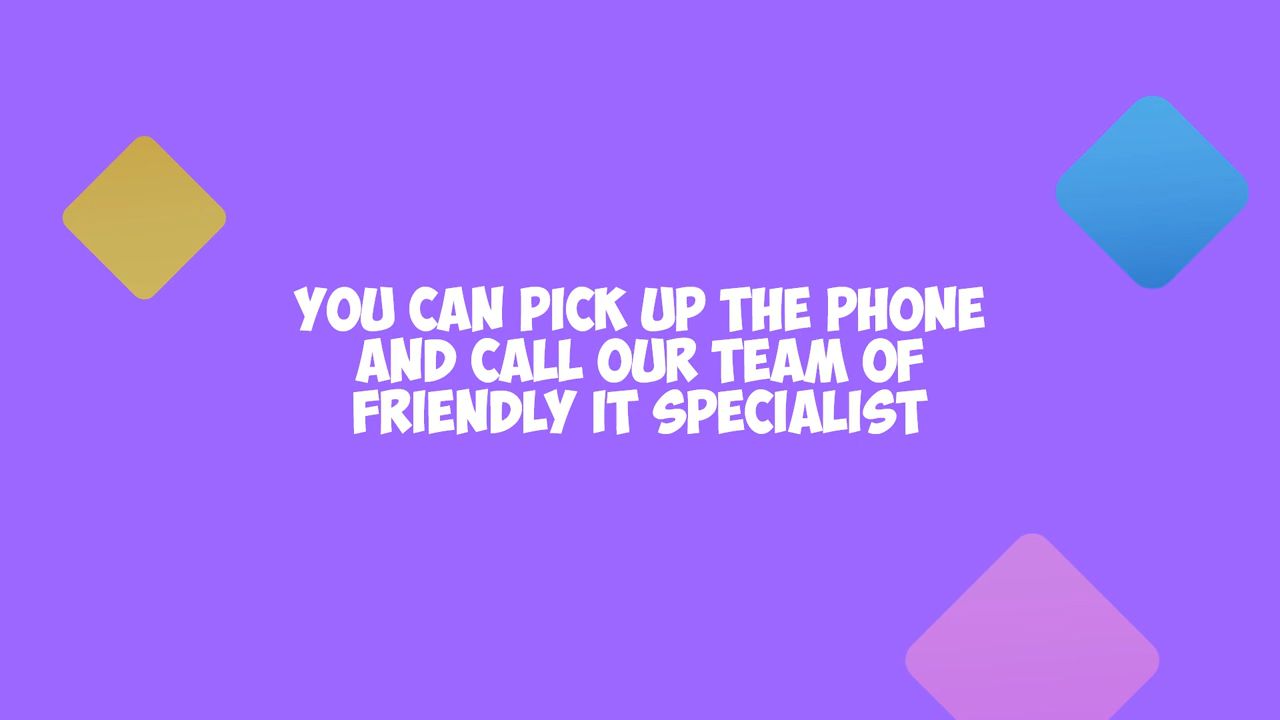 YOU CAN PICK UP THE PHONE
AND CALL OUR TEAM OF
FRIENDLY IT SPECIALIST